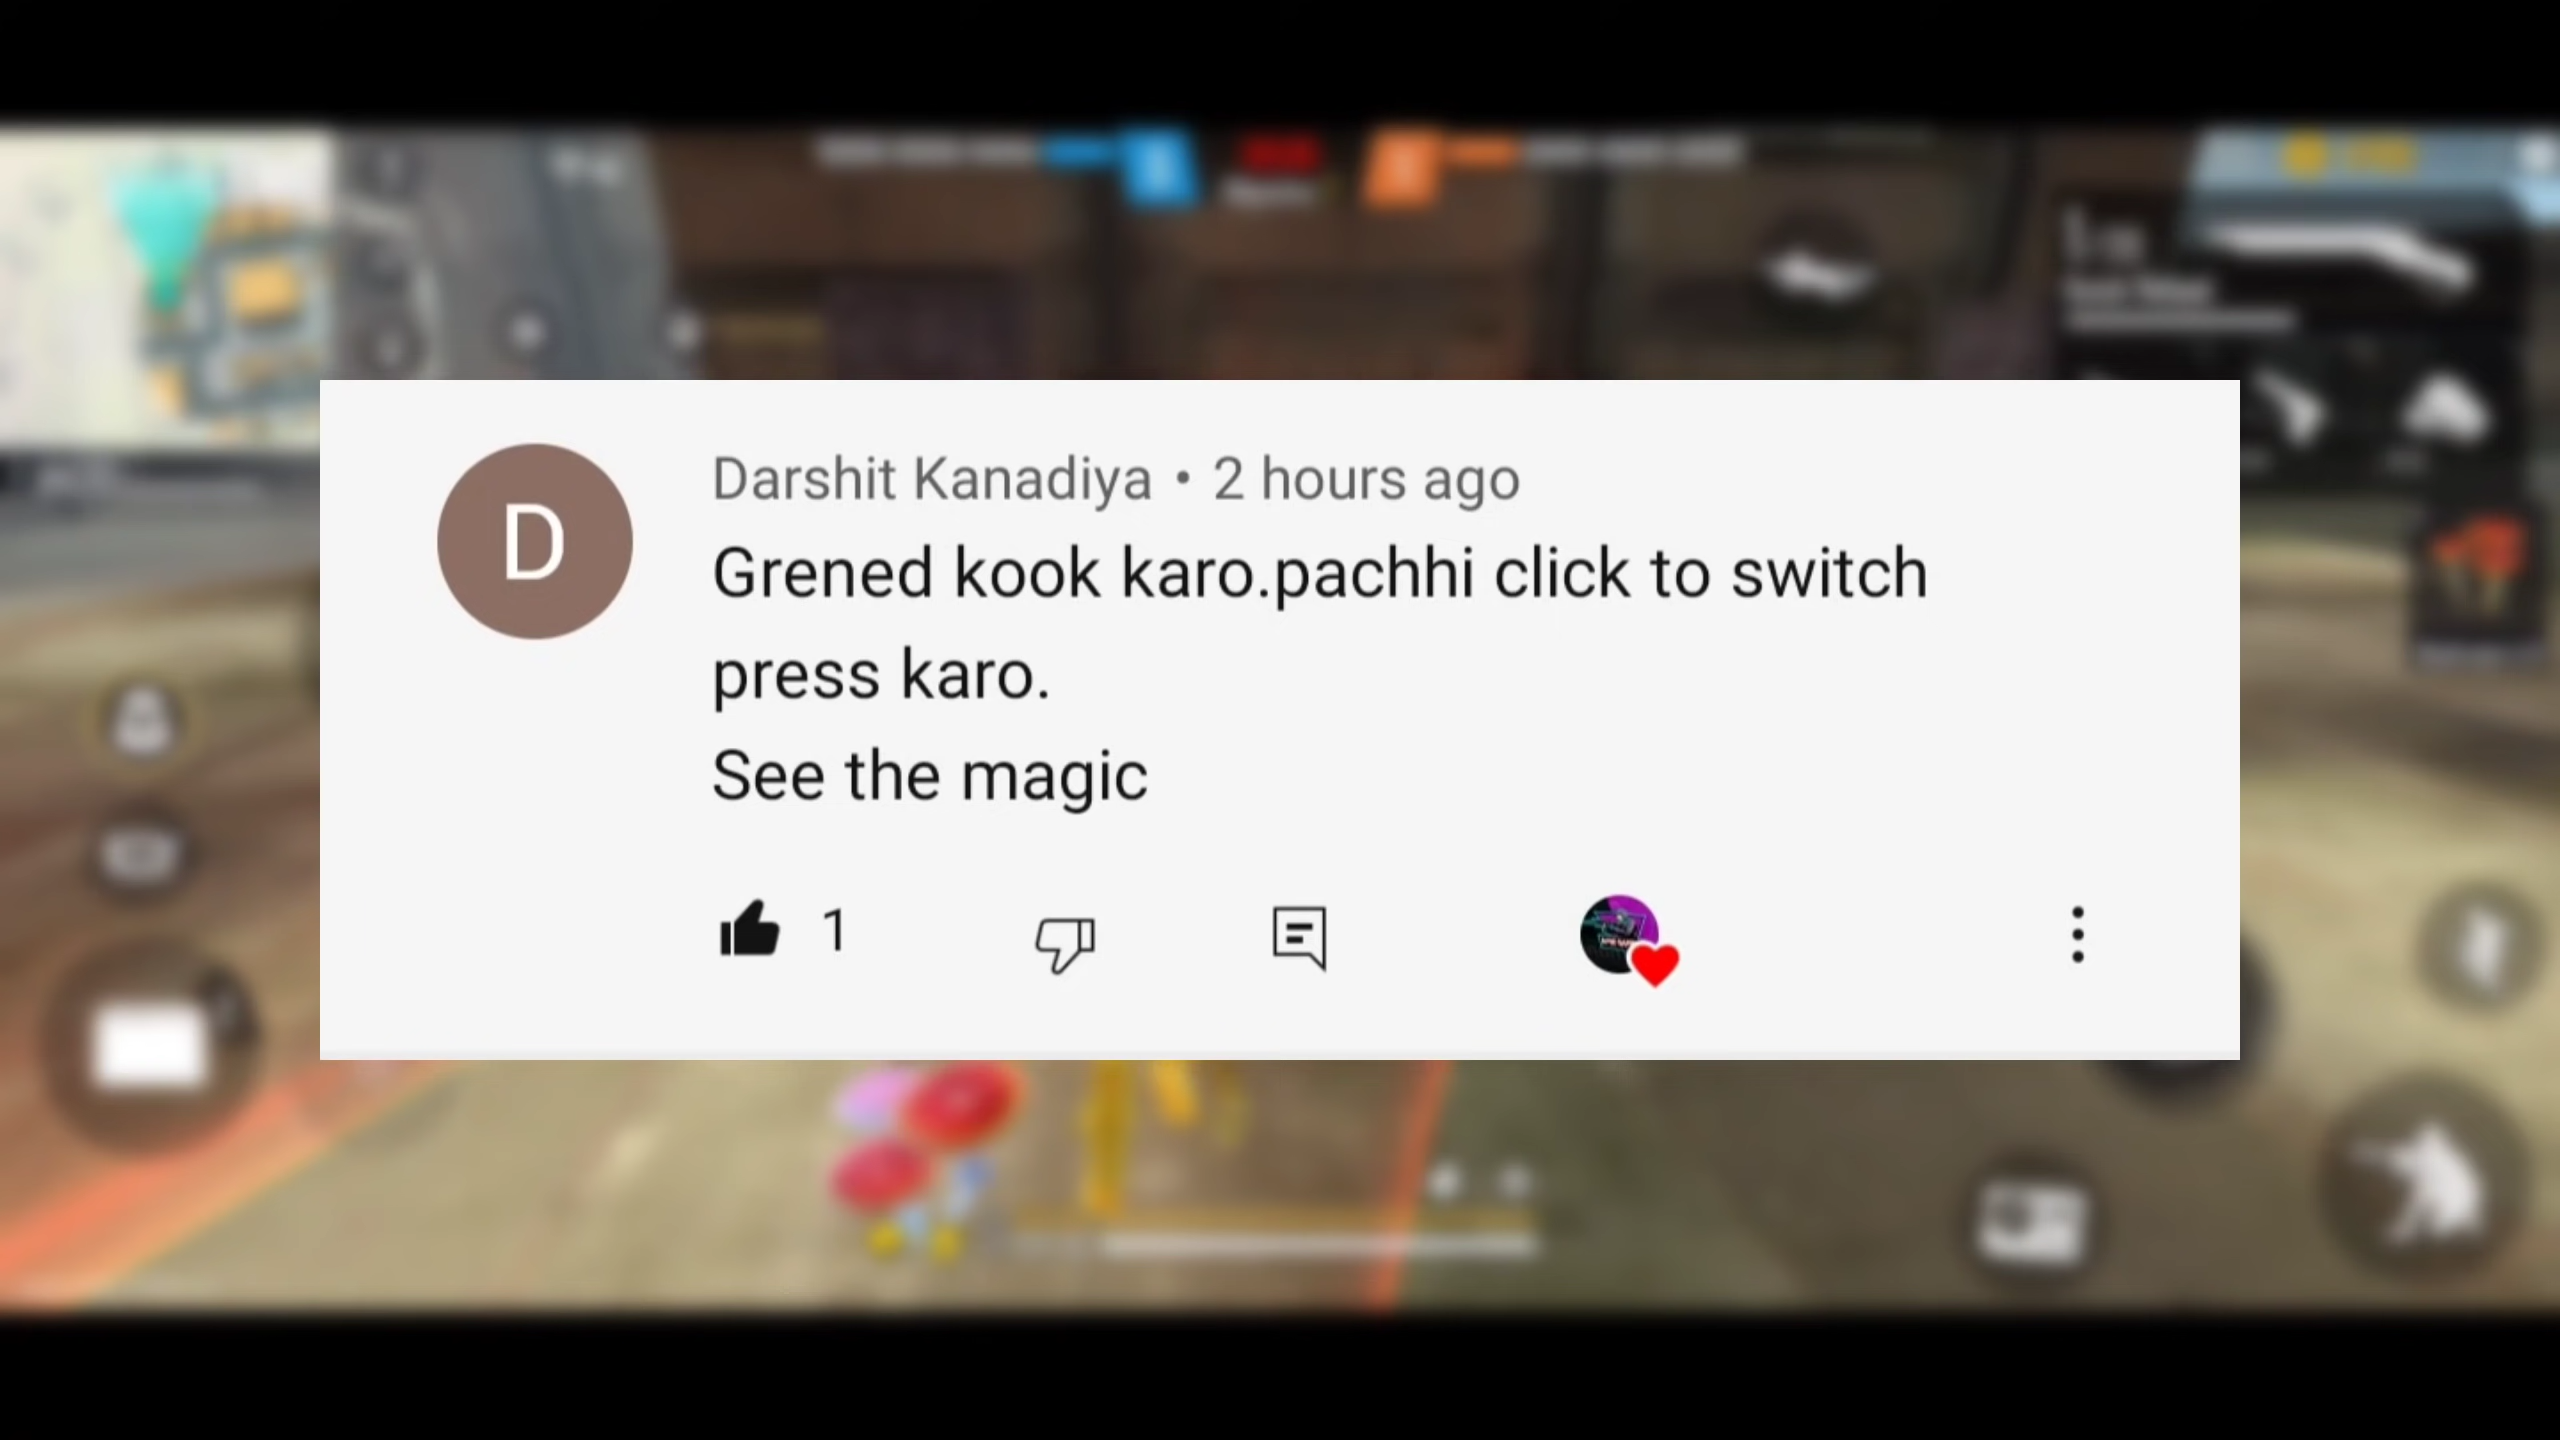 D
Darshit Kanadiya • 2 hours ago
Grened kook karo.pachhi click to switch
press karo.
See the magic
1